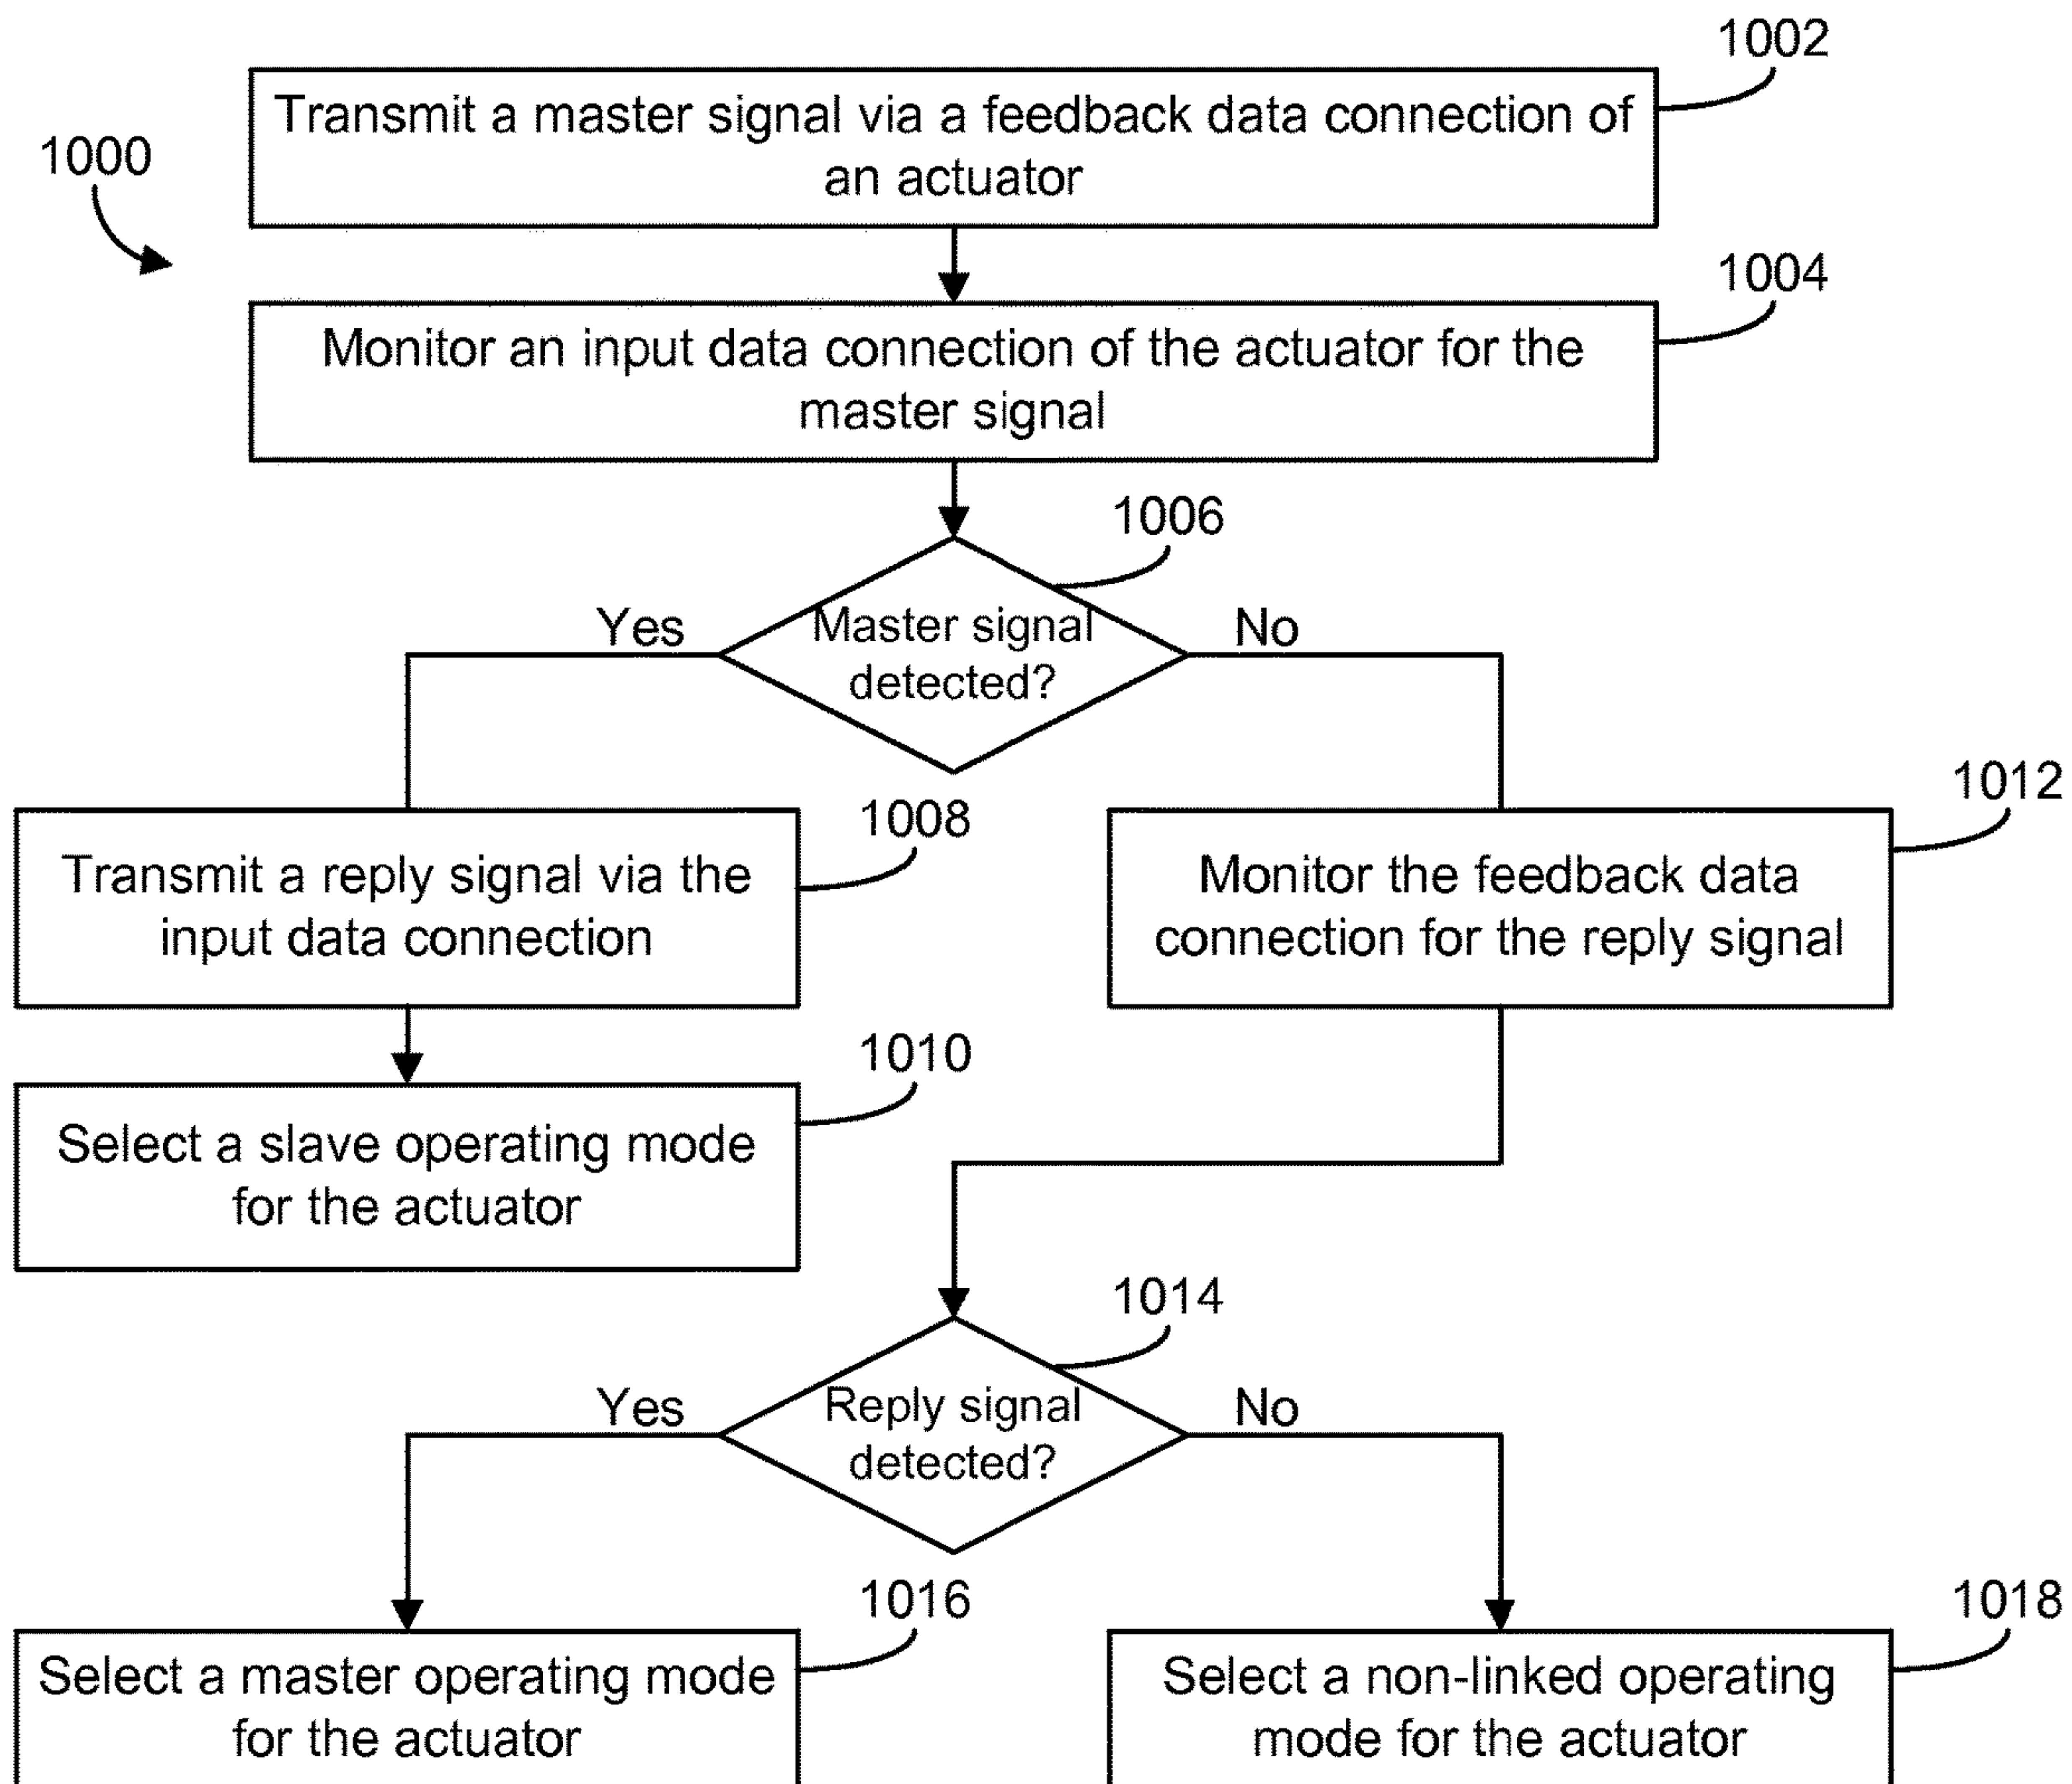 1002
Transmit a master signal via a feedback data connection of
an actuator
1000
1004
Monitor an input data connection of the actuator for the
master signal
1006
Yes
Master signal
detected?
No
1008
Transmit a reply signal via the
input data connection
1012
Monitor the feedback data
connection for the reply signal
1010
Select a slave operating mode
for the actuator
1014
Yes
Reply signal
detected?
No
1016
Select a master operating mode
for the actuator
1018
Select a non-linked operating
mode for the actuator